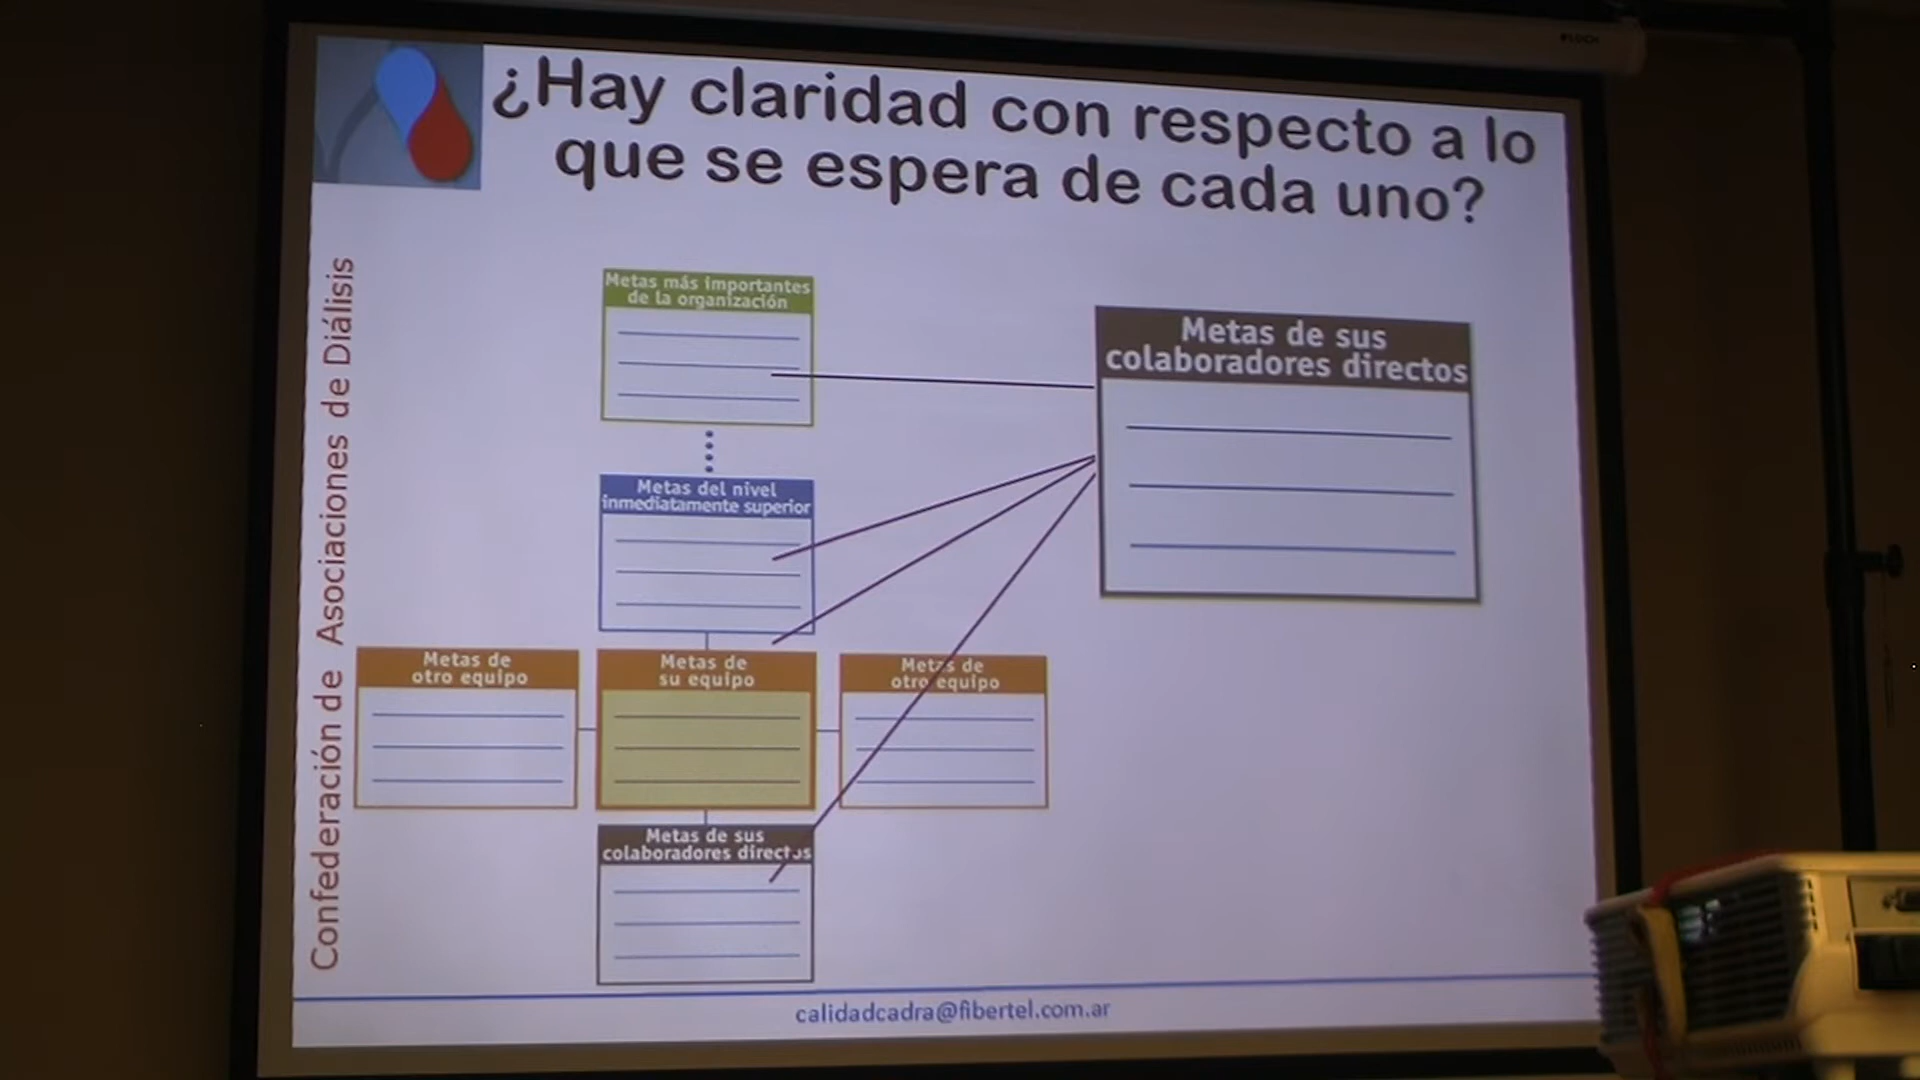 ¿Hay claridad con respecto a lo
que se espera de cada uno?
Confederación de Asociaciones de Diálisis
Metas más importantes
de la organización
Metas de sus
colaboradores directos
Metas del nivel
inmediatamente superior
Metas de
otro equipo
Metas de
su equipo
Metas de
otro equipo
Metas de sus
colaboradores directos
calidadcadra@fibertel.com.ar